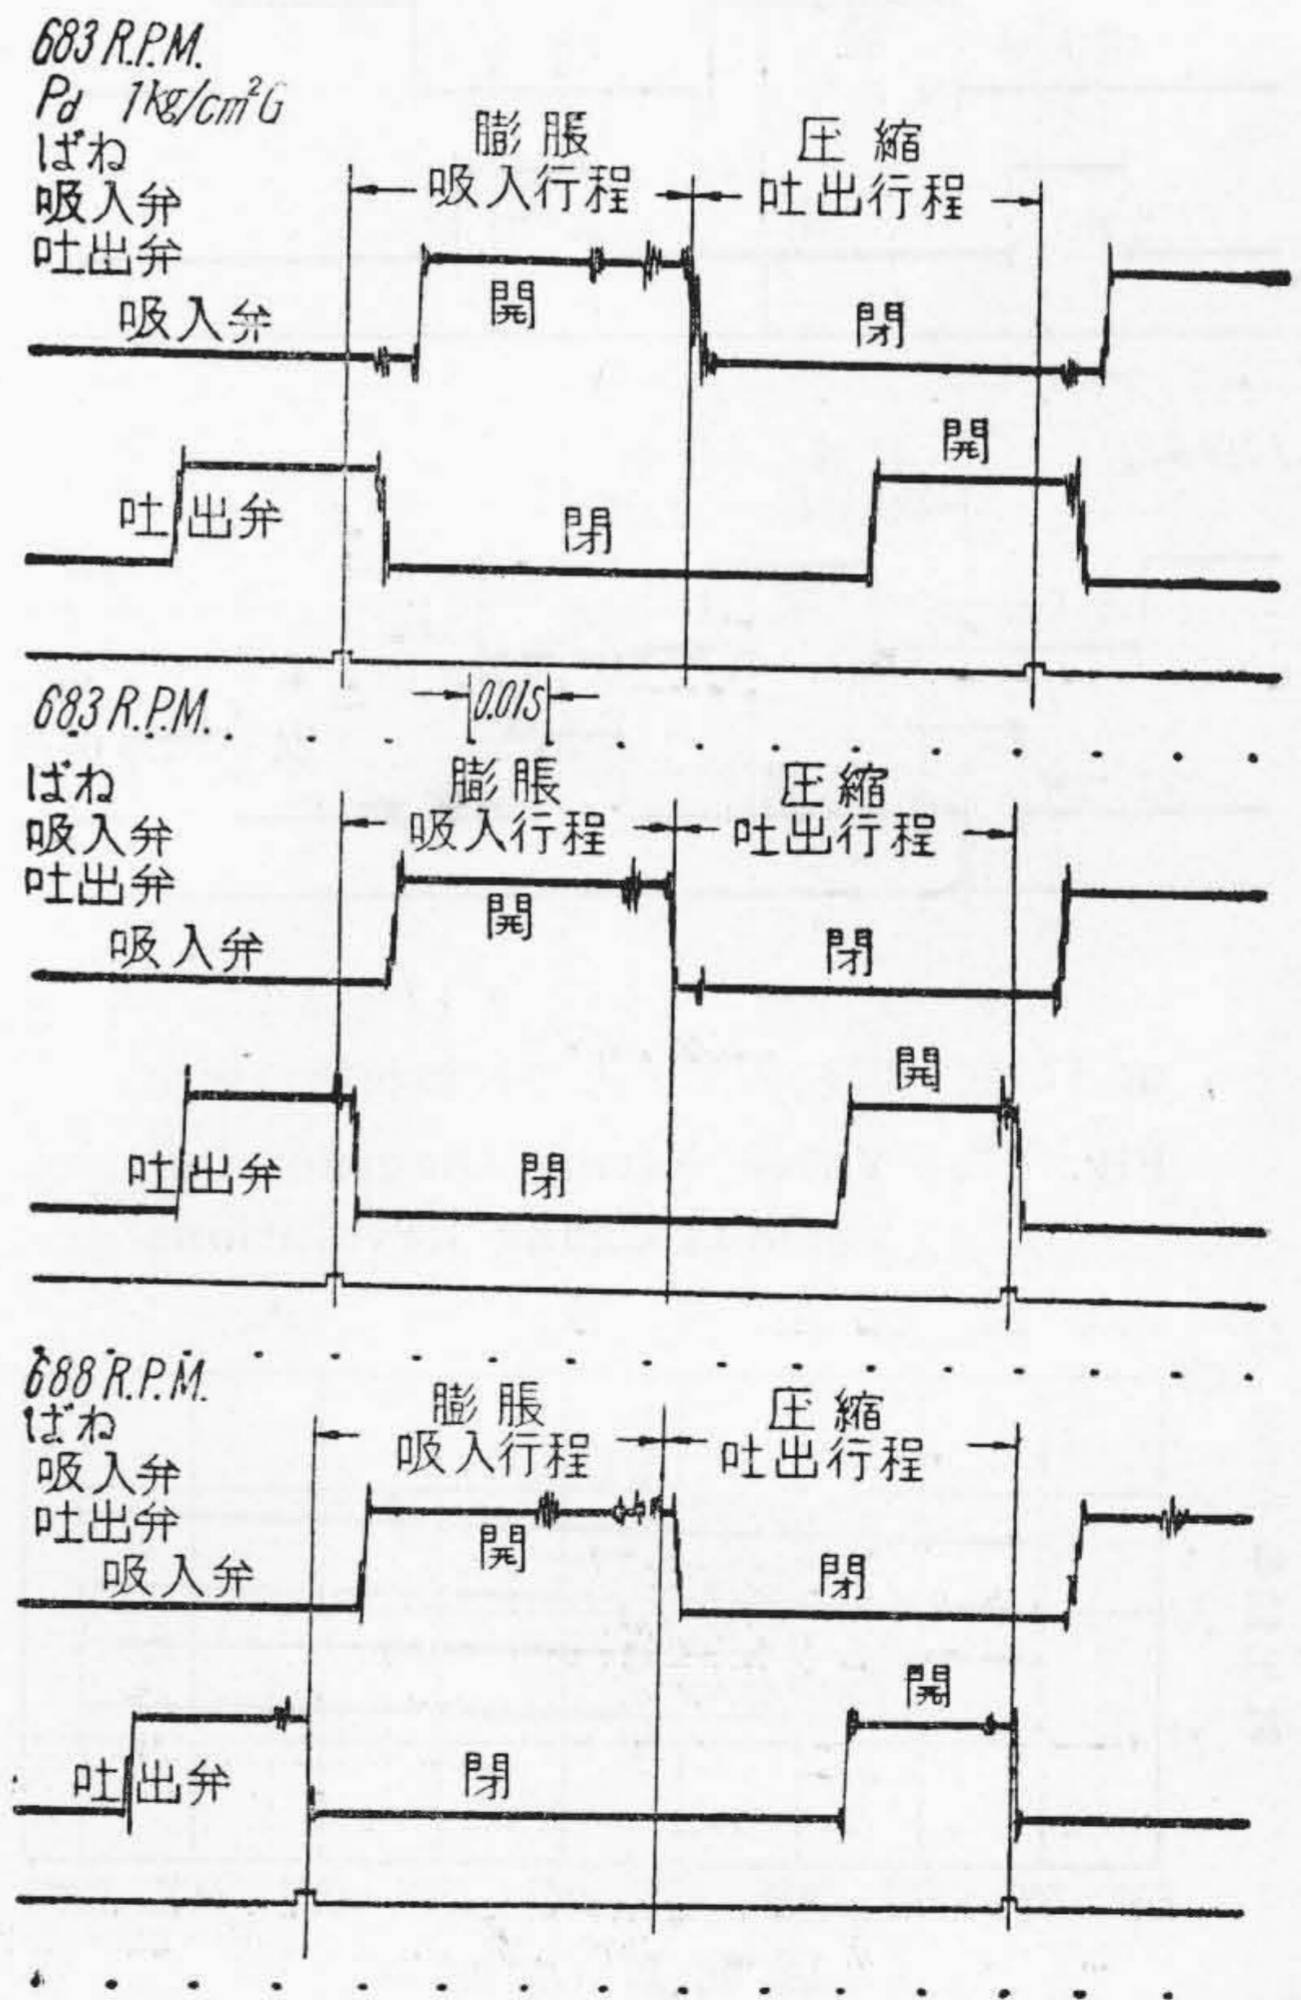 683 R.P.M.
Pd 1kg/cm²G
ばね
吸入弁
吐出弁
膨脹
吸入行程
圧縮
吐出行程
吸入弁
開
閉
吐出弁
閉
開
0.01S
683 R.P.M.
ばね
吸入弁
吐出弁
膨脹
吸入行程
圧縮
吐出行程
吸入弁
開
閉
吐出弁
閉
開
688 R.P.M.
ばね
吸入弁
吐出弁
膨脹
吸入行程
圧縮
吐出行程
吸入弁
開
閉
吐出弁
閉
開